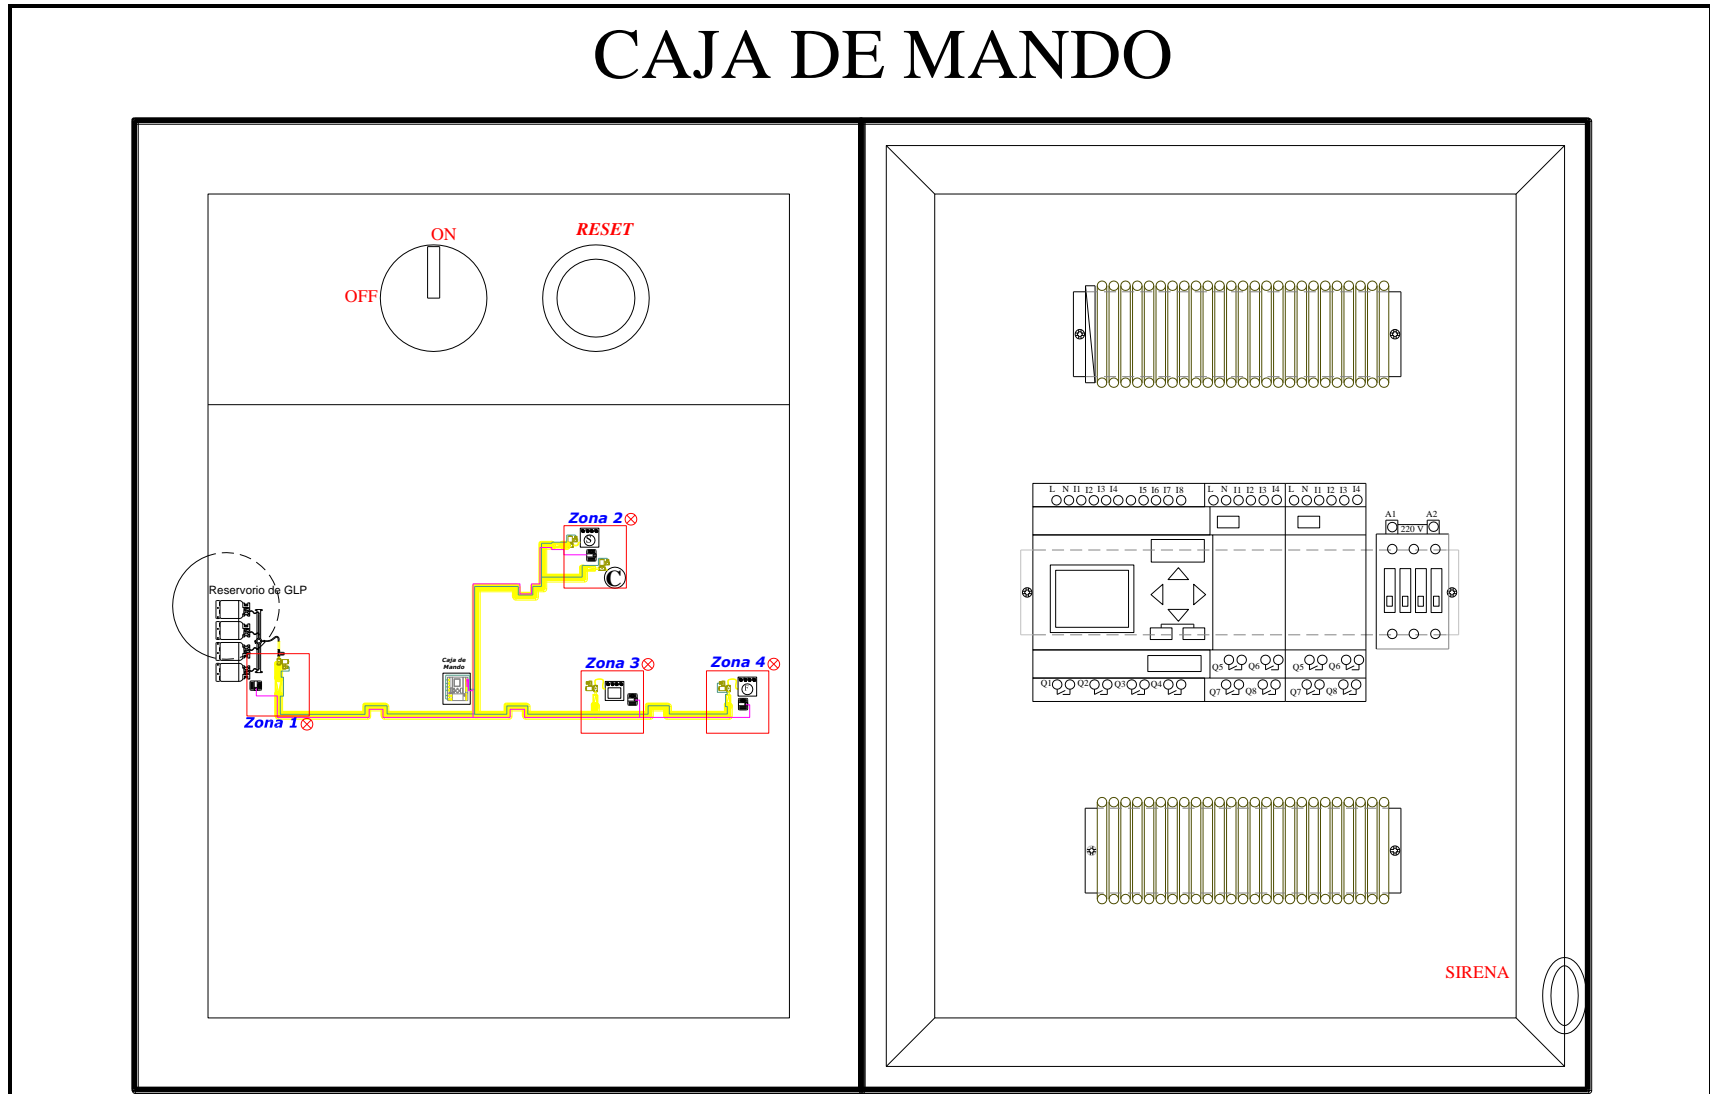 CAJA DE MANDO
ON
RESET
OFF
Zona 2
S
C
Reservorio de GLP
Caja de
Mando
Zona 3
Zona 4
F
Zona 1
L N I1 I2 I3 I4 I5 I6 I7 I8
L N I1 I2 I3 I4
L N I1 I2 I3 I4
A1 A2
220 V
Q5 Q6
Q5 Q6
Q1 Q2 Q3 Q4
Q7 Q8
Q7 Q8
SIRENA